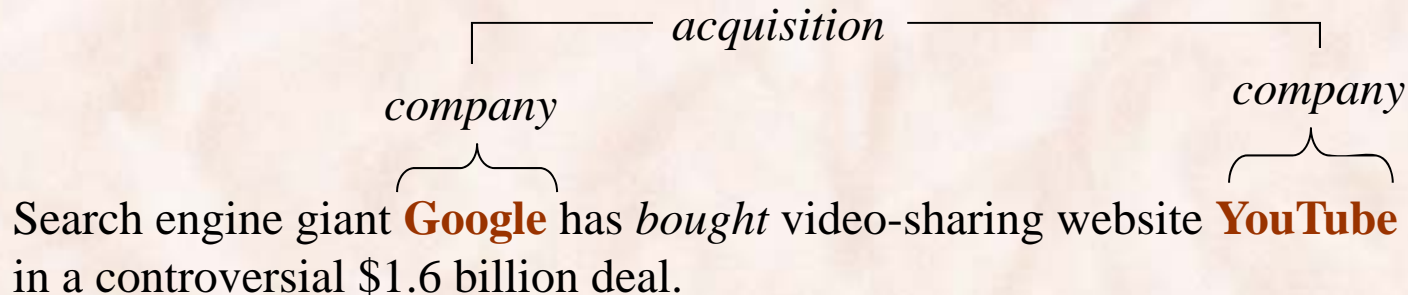 acquisition
company company
Search engine giant Google has bought video-sharing website YouTube
in a controversial $1.6 billion deal.